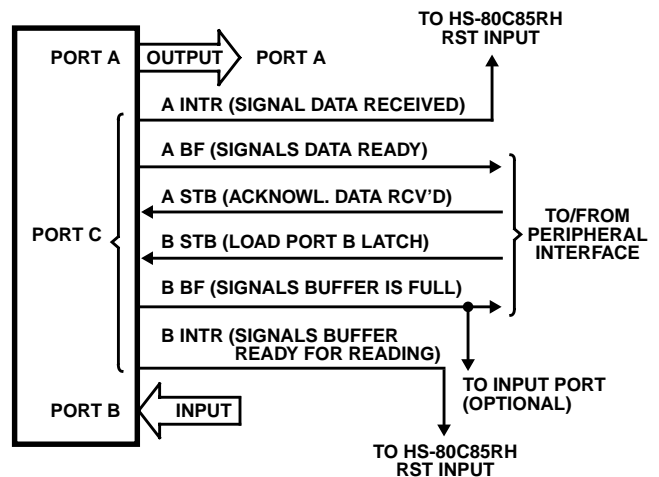 TO HS-80C85RH
RST INPUT
PORT A
OUTPUT
PORT A
A INTR (SIGNAL DATA RECEIVED)
A BF (SIGNALS DATA READY)
A STB (ACKNOWL. DATA RCV'D)
PORT C
TO/FROM
PERIPHERAL
INTERFACE
B STB (LOAD PORT B LATCH)
B BF (SIGNALS BUFFER IS FULL)
B INTR (SIGNALS BUFFER
READY FOR READING)
TO INPUT PORT
(OPTIONAL)
PORT B
INPUT
TO HS-80C85RH
RST INPUT